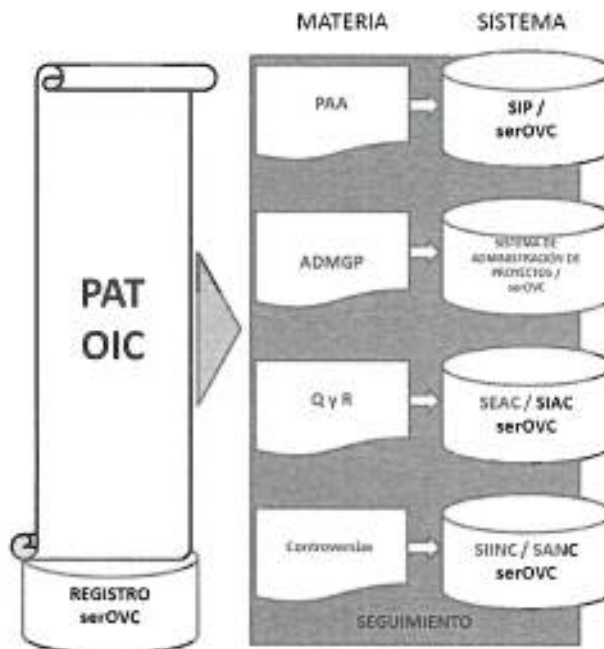 MATERIA SISTEMA
PAT
OIC
REGISTRO
serOVC
PAA
SIP /
serOVC
ADMGP
SISTEMA DE
ADMINISTRACIÓN DE
PROYECTOS /
serOVC
Q y R
SEAC / SIAC
serOVC
Controversias
SIINC / SANC
serOVC
SEGUIMIENTO